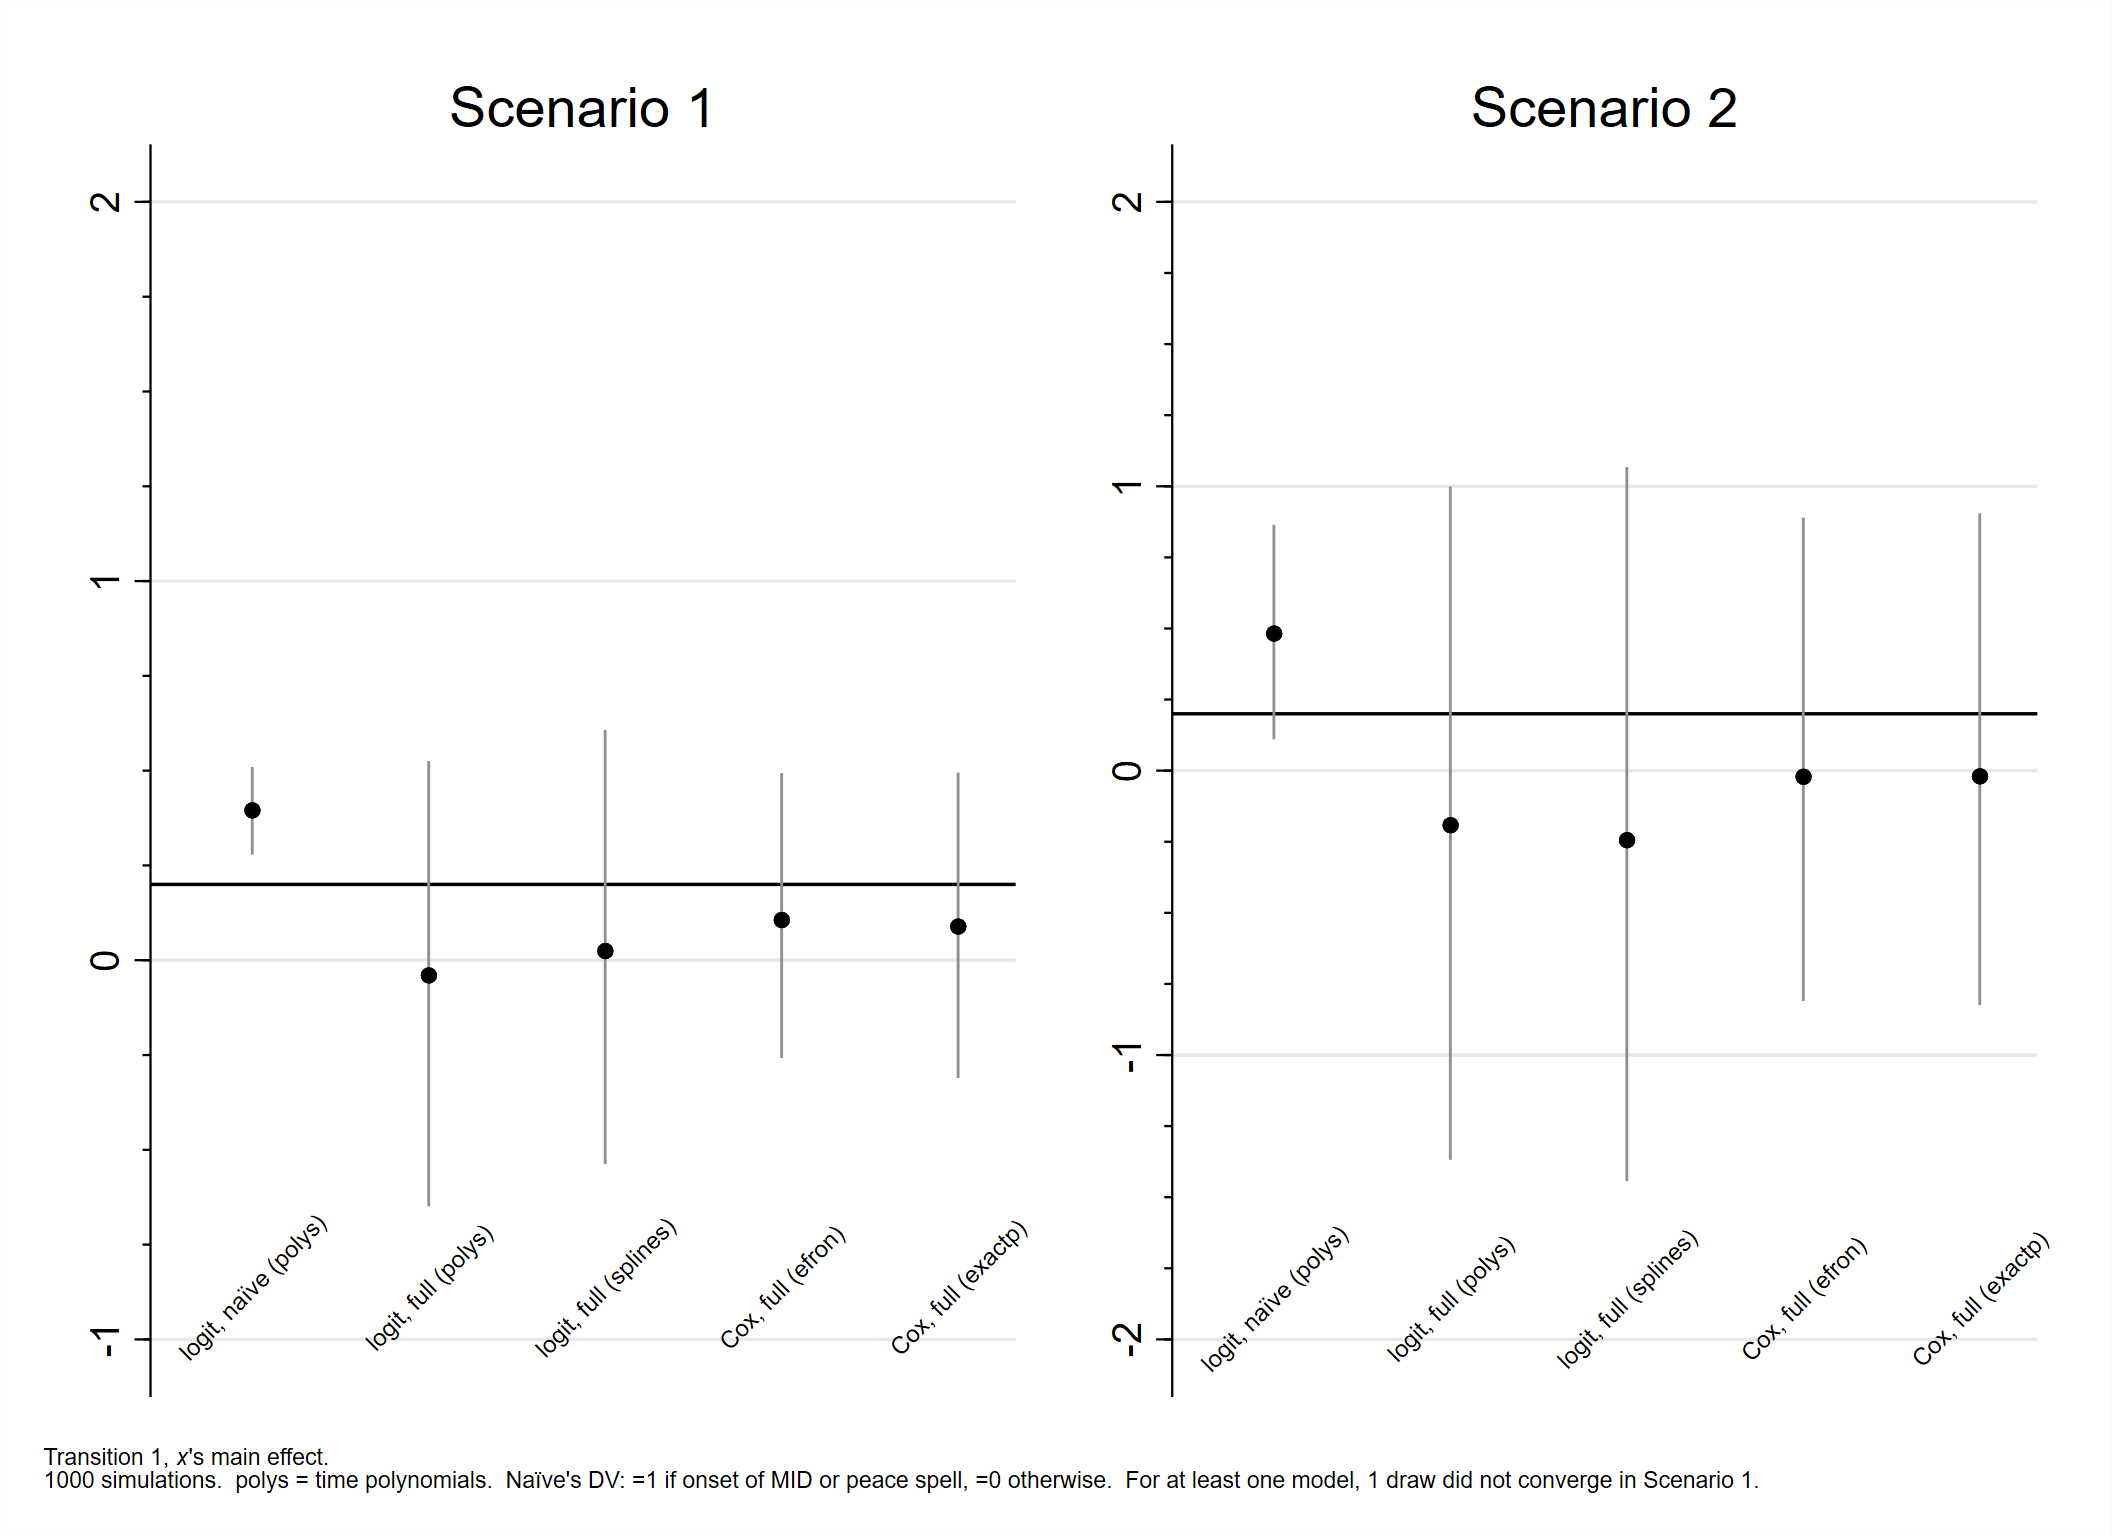 Scenario 1
2
1
0
-1
logit, naïve (polys)
logit, full (polys)
logit, full (splines)
Cox, full (efron)
Cox, full (exactp)
Scenario 2
2
1
0
-1
-2
logit, naïve (polys)
logit, full (polys)
logit, full (splines)
Cox, full (efron)
Cox, full (exactp)
Transition 1, x's main effect.
1000 simulations.  polys = time polynomials.  Naïve's DV: =1 if onset of MID or peace spell, =0 otherwise.  For at least one model, 1 draw did not converge in Scenario 1.